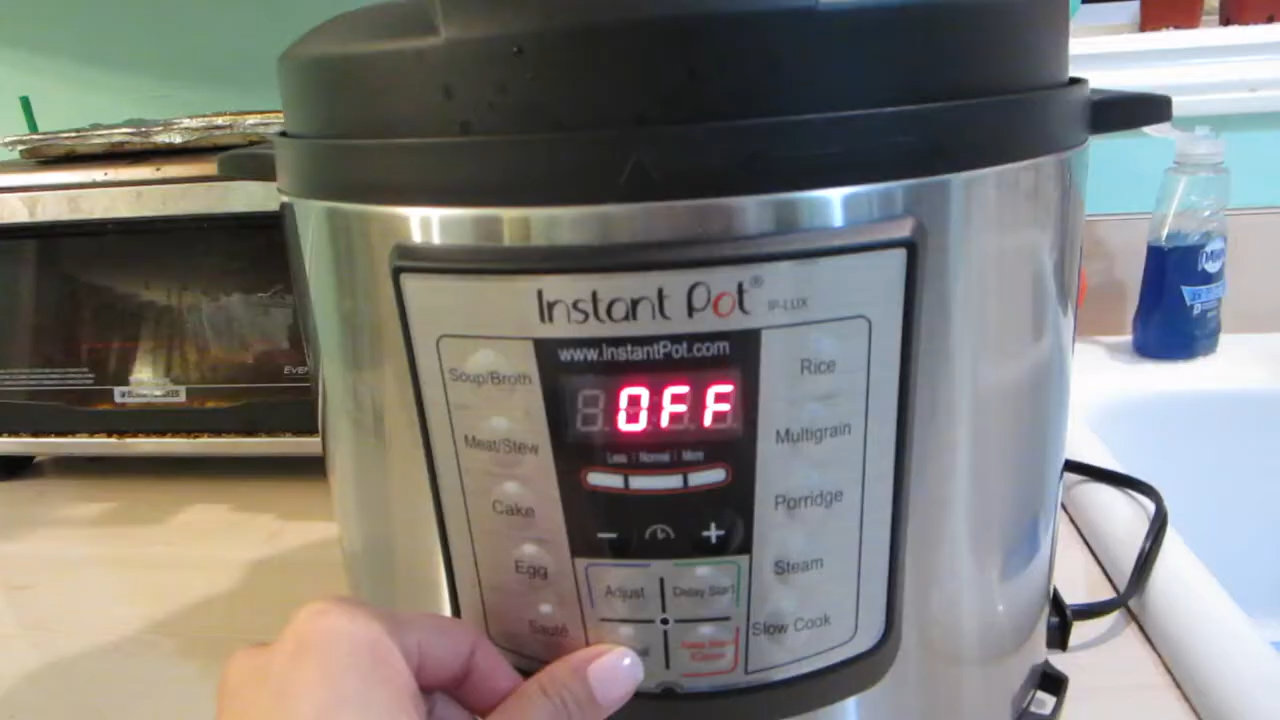 Instant Pot®
IP-LUX
www.InstantPot.com
OFF
Less | Normal | More
Soup/Broth
Meat/Stew
Cake
Egg
Sauté
Rice
Multigrain
Porridge
Steam
Slow Cook
− +
Adjust
Delay Start
DAWN